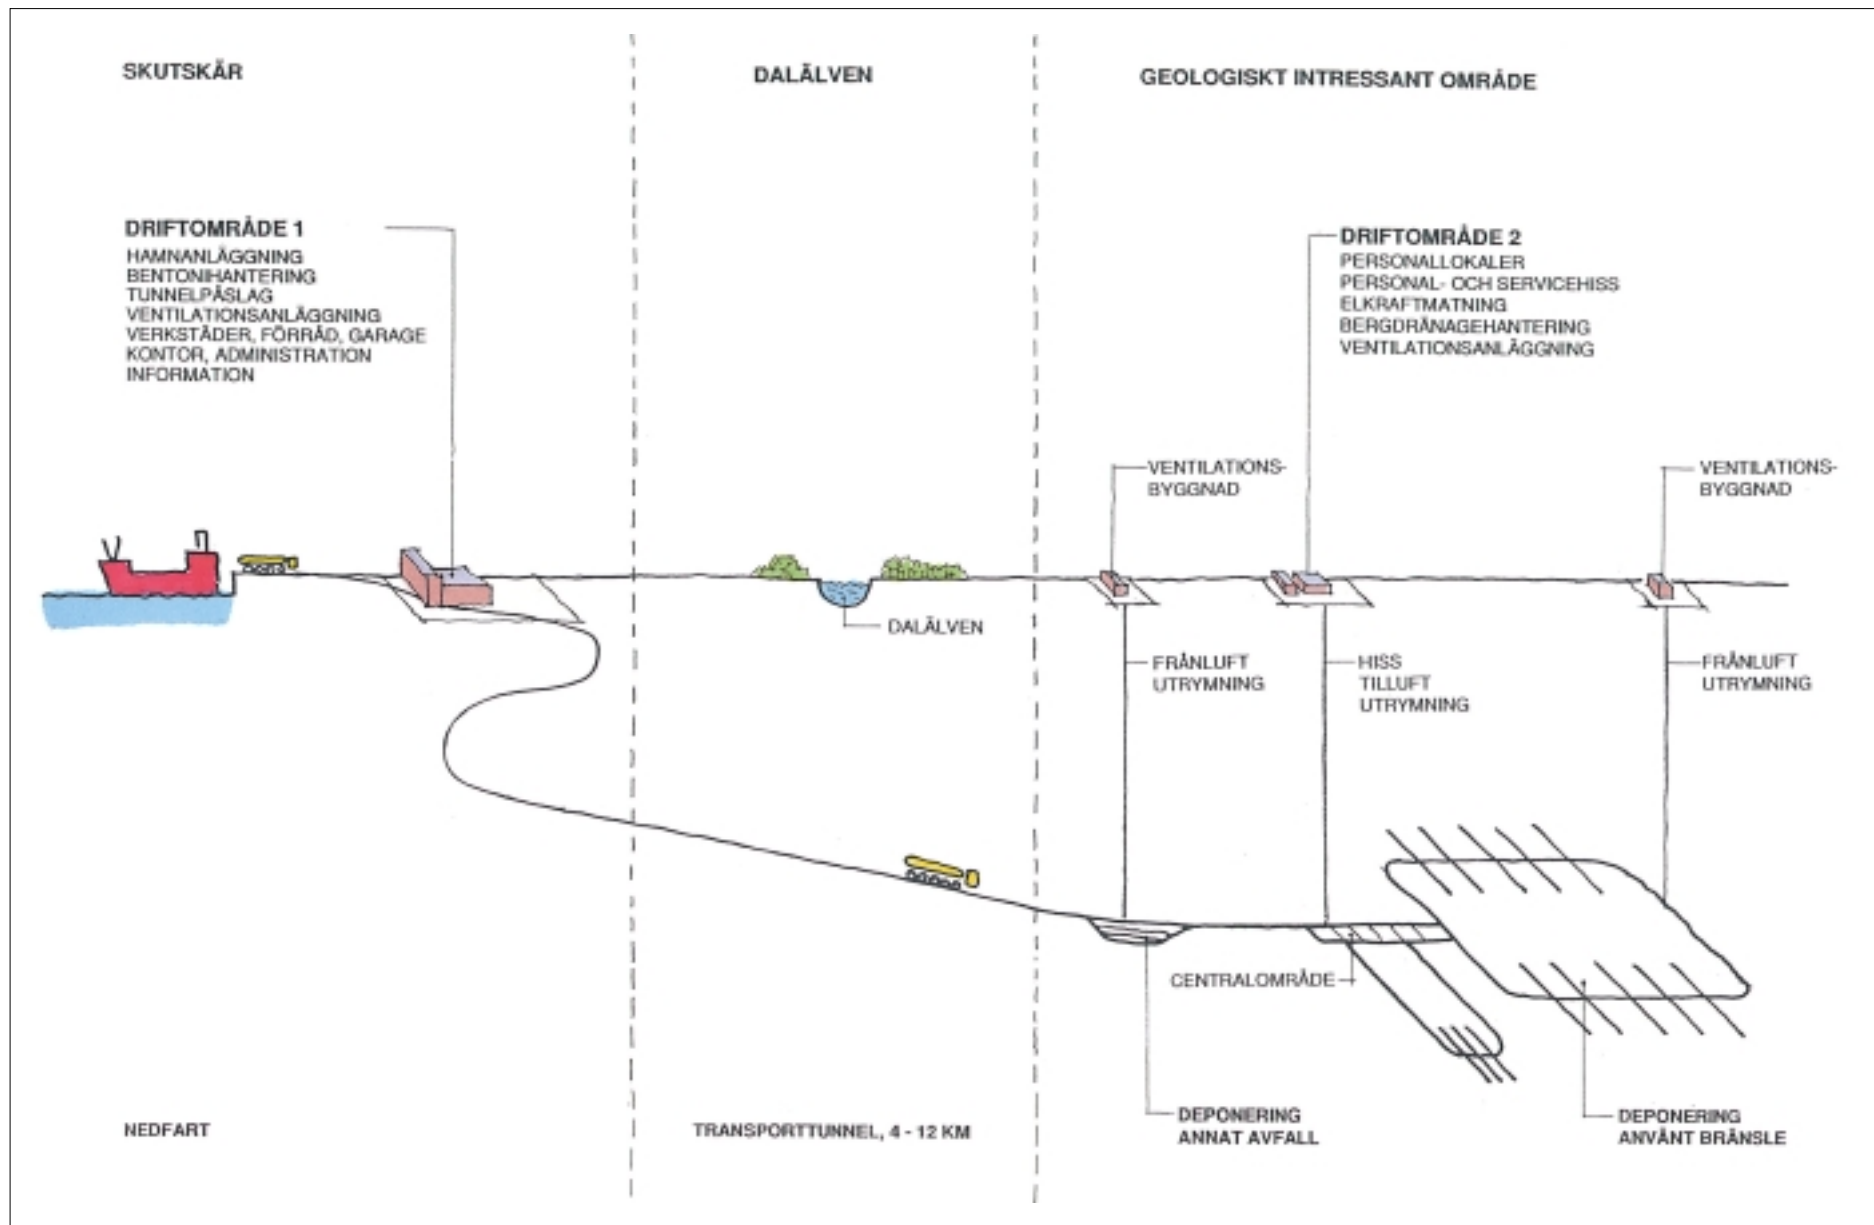 SKUTSKÄR
DALÄLVEN
GEOLOGISKT INTRESSANT OMRÅDE
DRIFTOMRÅDE 1
HAMNANLÄGGNING
BENTONIHANTERING
TUNNELPÅSLAG
VENTILATIONSANLÄGGNING
VERKSTÄDER, FÖRRÅD, GARAGE
KONTOR, ADMINISTRATION
INFORMATION
DRIFTOMRÅDE 2
PERSONALLOKALER
PERSONAL- OCH SERVICEHISS
ELKRAFTMATNING
BERGDRÄNAGEHANTERING
VENTILATIONSANLÄGGNING
VENTILATIONS-
BYGGNAD
VENTILATIONS-
BYGGNAD
DALÄLVEN
FRÅNLUFT
UTRYMNING
HISS
TILLUFT
UTRYMNING
FRÅNLUFT
UTRYMNING
CENTRALOMRÅDE
DEPONERING
ANNAT AVFALL
DEPONERING
ANVÄNT BRÄNSLE
NEDFART
TRANSPORTTUNNEL, 4 - 12 KM